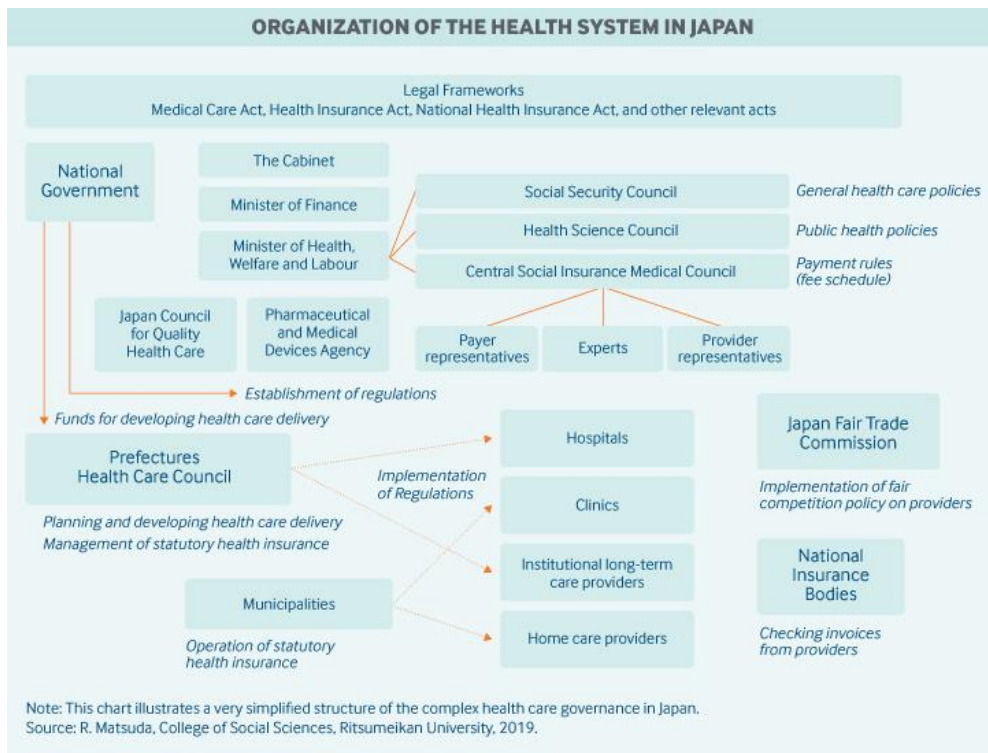 ORGANIZATION OF THE HEALTH SYSTEM IN JAPAN
Legal Frameworks
Medical Care Act, Health Insurance Act, National Health Insurance Act, and other relevant acts
National
Government
The Cabinet
Minister of Finance
Minister of Health,
Welfare and Labour
Social Security Council
General health care policies
Health Science Council
Public health policies
Central Social Insurance Medical Council
Payment rules
(fee schedule)
Japan Council
for Quality
Health Care
Pharmaceutical
and Medical
Devices Agency
Payer
representatives
Experts
Provider
representatives
Establishment of regulations
Funds for developing health care delivery
Prefectures
Health Care Council
Planning and developing health care delivery
Management of statutory health insurance
Implementation
of Regulations
Hospitals
Clinics
Institutional long-term
care providers
Home care providers
Municipalities
Operation of statutory
health insurance
Japan Fair Trade
Commission
Implementation of fair
competition policy on providers
National
Insurance
Bodies
Checking invoices
from providers
Note: This chart illustrates a very simplified structure of the complex health care governance in Japan.
Source: R. Matsuda, College of Social Sciences, Ritsumeikan University, 2019.